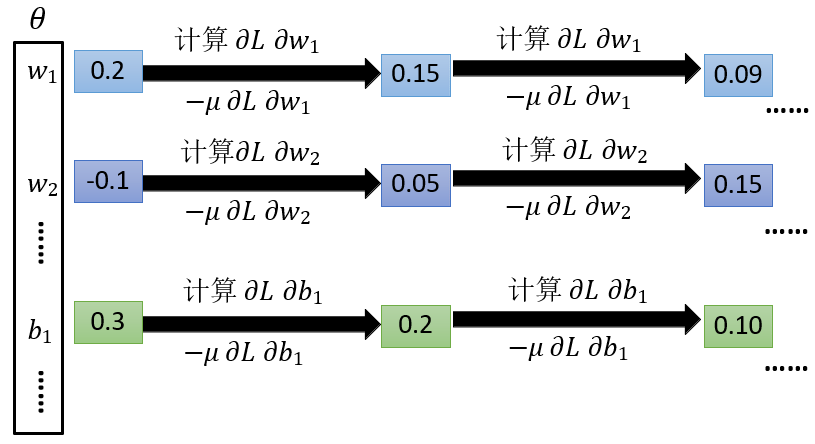 θ
计算 ∂L ∂w₁ 计算 ∂L ∂w₁
w₁ 0.2 0.15 0.09
−μ ∂L ∂w₁ −μ ∂L ∂w₁ ......
计算∂L ∂w₂ 计算 ∂L ∂w₂
w₂ -0.1 0.05 0.15
−μ ∂L ∂w₂ −μ ∂L ∂w₂
...... ......
计算 ∂L ∂b₁ 计算 ∂L ∂b₁
b₁ 0.3 0.2 0.10
−μ ∂L ∂b₁ −μ ∂L ∂b₁
...... ......